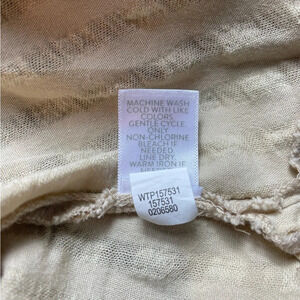 MACHINE WASH
COLD WITH LIKE
COLORS.
GENTLE CYCLE
ONLY
NON-CHLORINE
BLEACH IF
NEEDED.
LINE DRY.
WARM IRON IF
WTP157531
157531
0206580